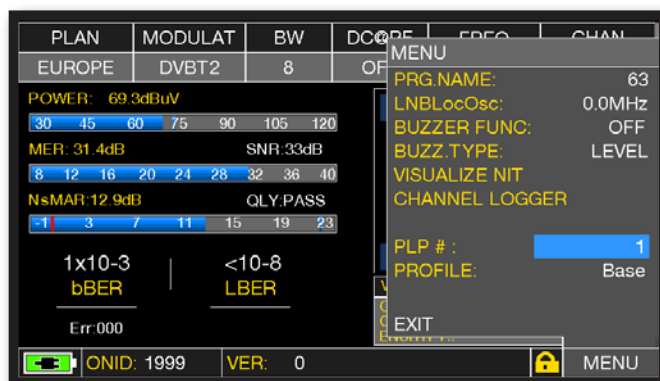 PLAN MODULAT BW
EUROPE DVBT2 8
POWER: 69.3dBuV
30 45 60 75 90 105 120
MER: 31.4dB SNR:33dB
8 12 16 20 24 28 32 36 40
NsMAR:12.9dB QLY:PASS
-1 3 7 11 15 19 23
1x10-3 <10-8
bBER LBER
Err:000
MENU
PRG.NAME: 63
LNBLocOsc: 0.0MHz
BUZZER FUNC: OFF
BUZZ.TYPE: LEVEL
VISUALIZE NIT
CHANNEL LOGGER
PLP # : 1
PROFILE: Base
EXIT
ONID: 1999 VER: 0 MENU